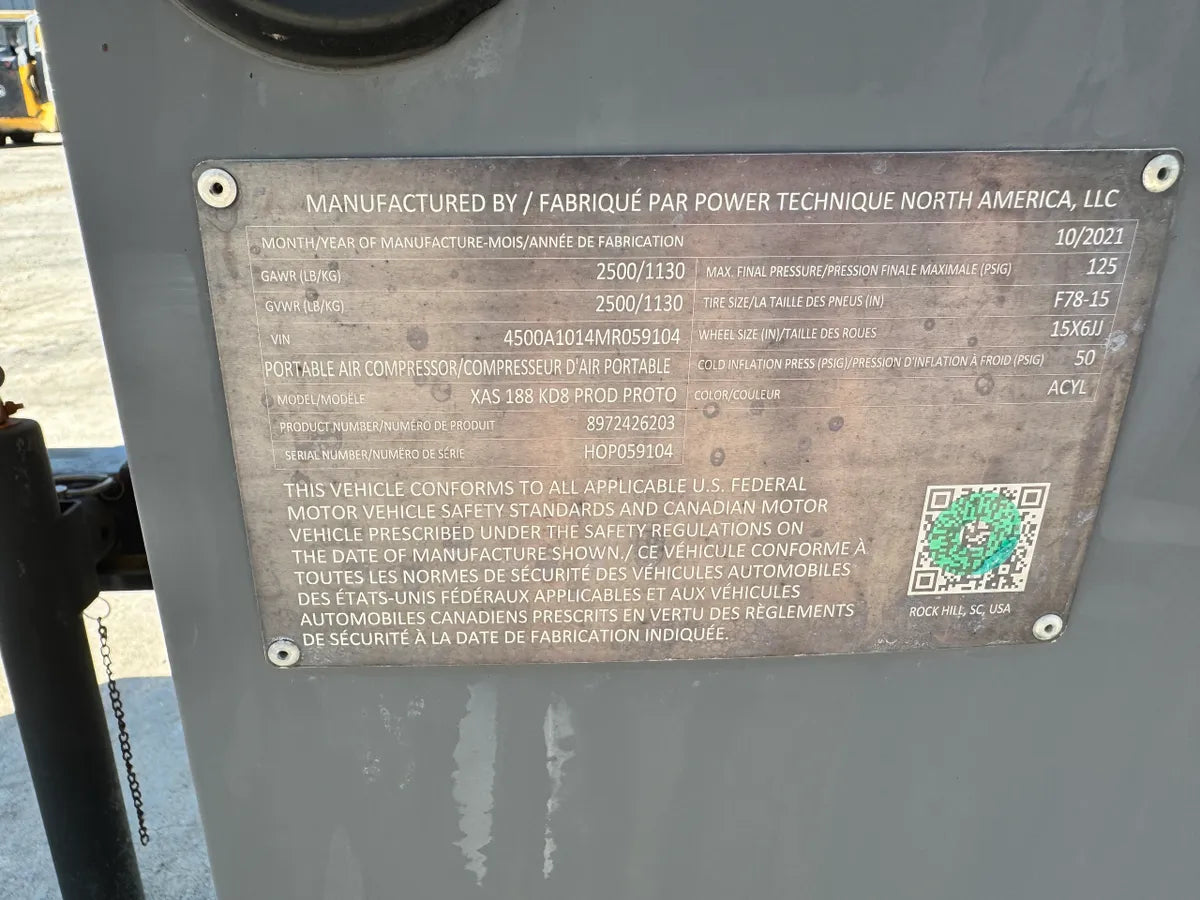 MANUFACTURED BY / FABRIQUÉ PAR POWER TECHNIQUE NORTH AMERICA, LLC
MONTH/YEAR OF MANUFACTURE-MOIS/ANNÉE DE FABRICATION 10/2021
GAWR (LB/KG) 2500/1130 MAX. FINAL PRESSURE/PRESSION FINALE MAXIMALE (PSIG) 125
GVWR (LB/KG) 2500/1130 TIRE SIZE/LA TAILLE DES PNEUS (IN) F78-15
VIN 4500A1014MR059104 WHEEL SIZE (IN)/TAILLE DES ROUES 15X6JJ
PORTABLE AIR COMPRESSOR/COMPRESSEUR D'AIR PORTABLE COLD INFLATION PRESS (PSIG)/PRESSION D'INFLATION À FROID (PSIG) 50
MODEL/MODÈLE XAS 188 KD8 PROD PROTO COLOR/COULEUR ACYL
PRODUCT NUMBER/NUMÉRO DE PRODUIT 8972426203
SERIAL NUMBER/NUMÉRO DE SÉRIE HOP059104
THIS VEHICLE CONFORMS TO ALL APPLICABLE U.S. FEDERAL
MOTOR VEHICLE SAFETY STANDARDS AND CANADIAN MOTOR
VEHICLE PRESCRIBED UNDER THE SAFETY REGULATIONS ON
THE DATE OF MANUFACTURE SHOWN./ CE VÉHICULE CONFORME À
TOUTES LES NORMES DE SÉCURITÉ DES VÉHICULES AUTOMOBILES
DES ÉTATS-UNIS FÉDÉRAUX APPLICABLES ET AUX VÉHICULES
AUTOMOBILES CANADIENS PRESCRITS EN VERTU DES RÈGLEMENTS
DE SÉCURITÉ À LA DATE DE FABRICATION INDIQUÉE.
ROCK HILL, SC, USA